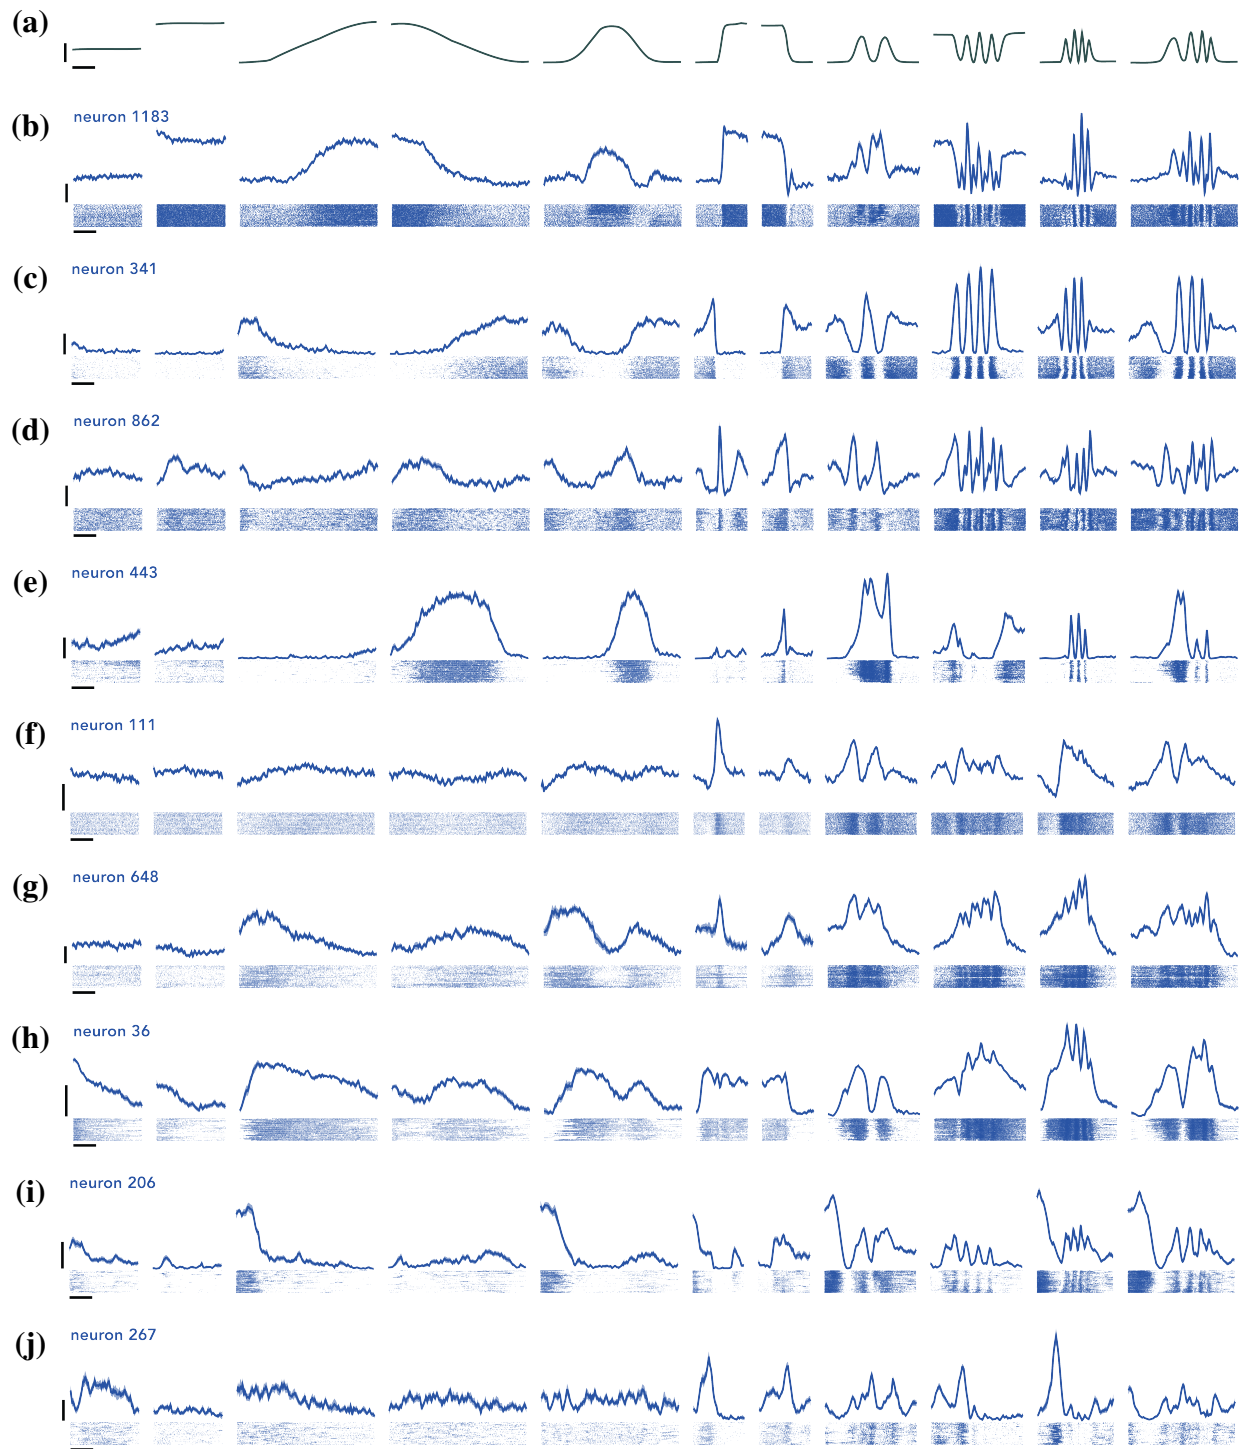 (a)
(b)
neuron 1183
(c)
neuron 341
(d)
neuron 862
(e)
neuron 443
(f)
neuron 111
(g)
neuron 648
(h)
neuron 36
(i)
neuron 206
(j)
neuron 267